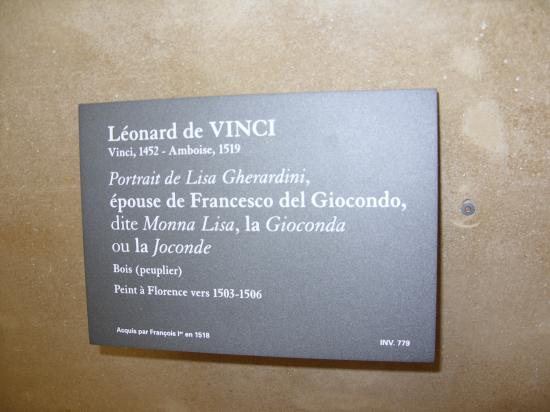 Léonard de VINCI
Vinci, 1452 - Amboise, 1519
Portrait de Lisa Gherardini,
épouse de Francesco del Giocondo,
dite Monna Lisa, la Gioconda
ou la Joconde
Bois (peuplier)
Peint à Florence vers 1503-1506
Acquis par François Iᵉʳ en 1518
INV. 779